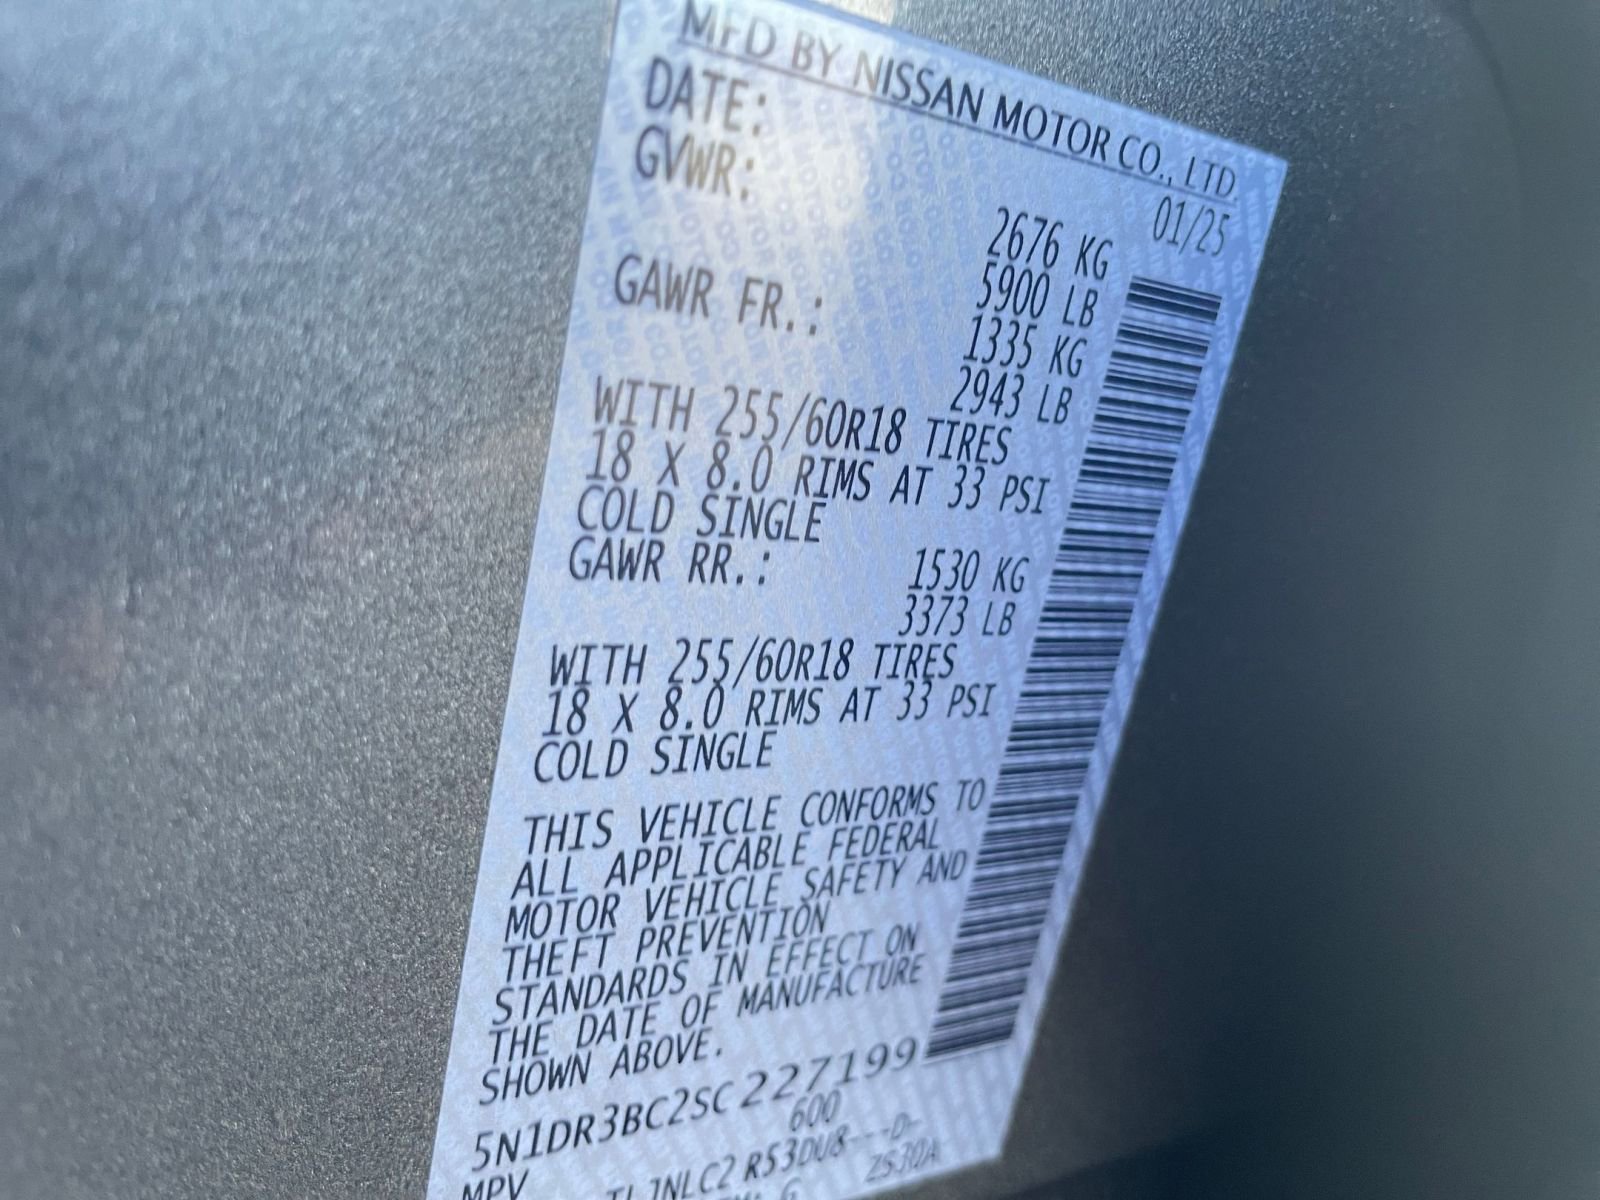 MFD BY NISSAN MOTOR CO., LTD.
DATE: 01/25
GVWR: 2676 KG
5900 LB
GAWR FR.: 1335 KG
2943 LB
WITH 255/60R18 TIRES
18 X 8.0 RIMS AT 33 PSI
COLD SINGLE
GAWR RR.: 1530 KG
3373 LB
WITH 255/60R18 TIRES
18 X 8.0 RIMS AT 33 PSI
COLD SINGLE
THIS VEHICLE CONFORMS TO
ALL APPLICABLE FEDERAL
MOTOR VEHICLE SAFETY AND
THEFT PREVENTION
STANDARDS IN EFFECT ON
THE DATE OF MANUFACTURE
SHOWN ABOVE.
5N1DR3BC2SC227199
600
MPV R53DU8---D-
ZS30A